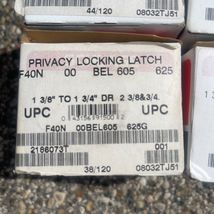 44/120 08032TJ51
PRIVACY LOCKING LATCH
F40N 00 BEL 605 625
1 3/8" TO 1 3/4" DR 2 3/8&3/4.
UPC UPC
F40N 00BEL605 625G
2186073T 001
38/120 08032TJ51